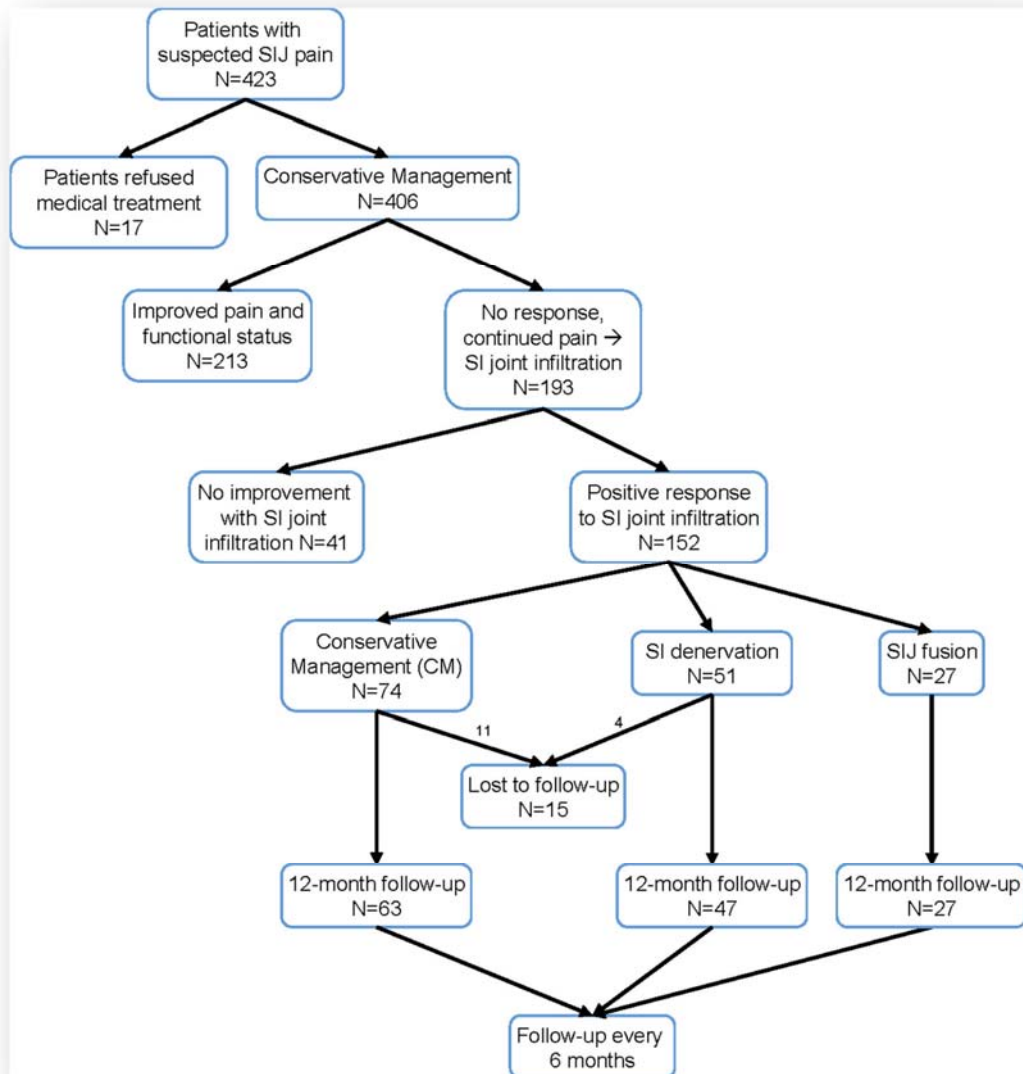 Patients with
suspected SIJ pain
N=423
Patients refused
medical treatment
N=17
Conservative Management
N=406
Improved pain and
functional status
N=213
No response,
continued pain →
SI joint infiltration
N=193
No improvement
with SI joint
infiltration N=41
Positive response
to SI joint infiltration
N=152
Conservative
Management (CM)
N=74
SI denervation
N=51
SIJ fusion
N=27
11
4
Lost to follow-up
N=15
12-month follow-up
N=63
12-month follow-up
N=47
12-month follow-up
N=27
Follow-up every
6 months